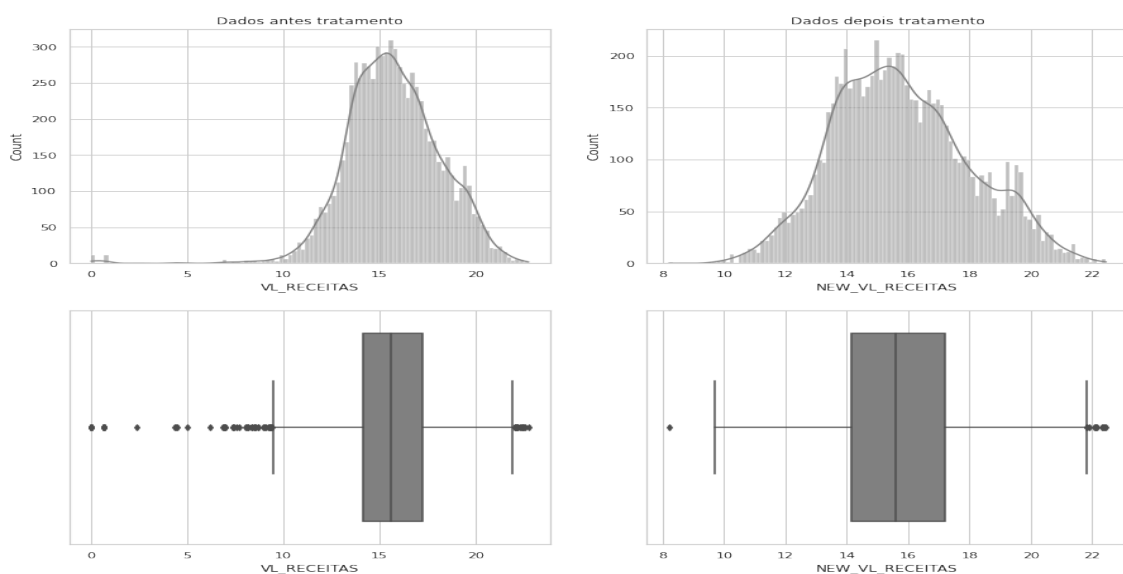 Dados antes tratamento
300
250
200
150
100
50
0
Count
0 5 10 15 20
VL_RECEITAS
Dados depois tratamento
200
150
100
50
0
Count
8 10 12 14 16 18 20 22
NEW_VL_RECEITAS
0 5 10 15 20
VL_RECEITAS
8 10 12 14 16 18 20 22
NEW_VL_RECEITAS